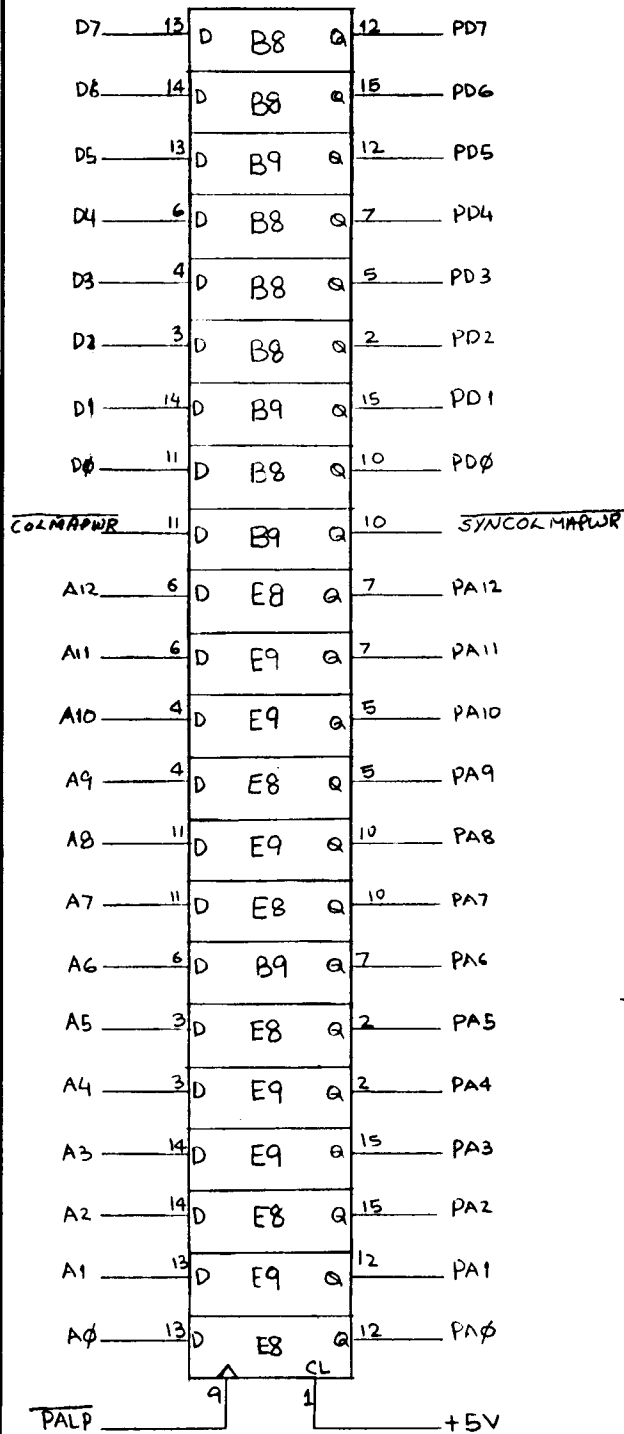 D7 13 D B8 Q 12 PD7
D6 14 D B8 Q 15 PD6
D5 13 D B9 Q 12 PD5
D4 6 D B8 Q 7 PD4
D3 4 D B8 Q 5 PD3
D2 3 D B8 Q 2 PD2
D1 14 D B9 Q 15 PD1
DØ 11 D B8 Q 10 PDØ
COLMAPWR 11 D B9 Q 10 SYNCOLMAPWR
A12 6 D E8 Q 7 PA12
A11 6 D E9 Q 7 PA11
A10 4 D E9 Q 5 PA10
A9 4 D E8 Q 5 PA9
A8 11 D E9 Q 10 PA8
A7 11 D E8 Q 10 PA7
A6 6 D B9 Q 7 PA6
A5 3 D E8 Q 2 PA5
A4 3 D E9 Q 2 PA4
A3 14 D E9 Q 15 PA3
A2 14 D E8 Q 15 PA2
A1 13 D E9 Q 12 PA1
AØ 13 D E8 Q 12 PAØ
CL
9 1
PALP +5V